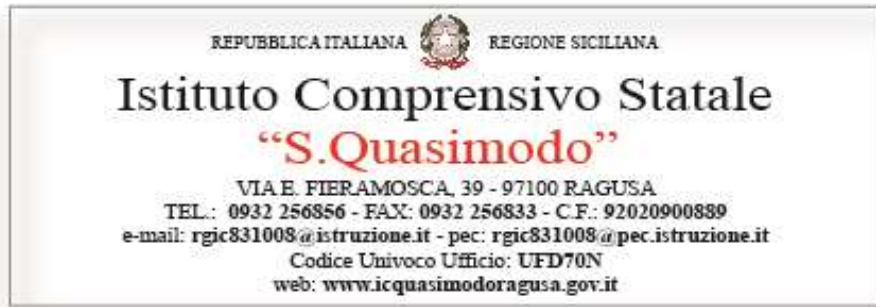 REPUBBLICA ITALIANA REGIONE SICILIANA
Istituto Comprensivo Statale
“S.Quasimodo”
VIA E. FIERAMOSCA, 39 - 97100 RAGUSA
TEL.: 0932 256856 - FAX: 0932 256833 - C.F.: 92020900889
e-mail: rgic831008@istruzione.it - pec: rgic831008@pec.istruzione.it
Codice Univoco Ufficio: UFD70N
web: www.icquasimodoragusa.gov.it